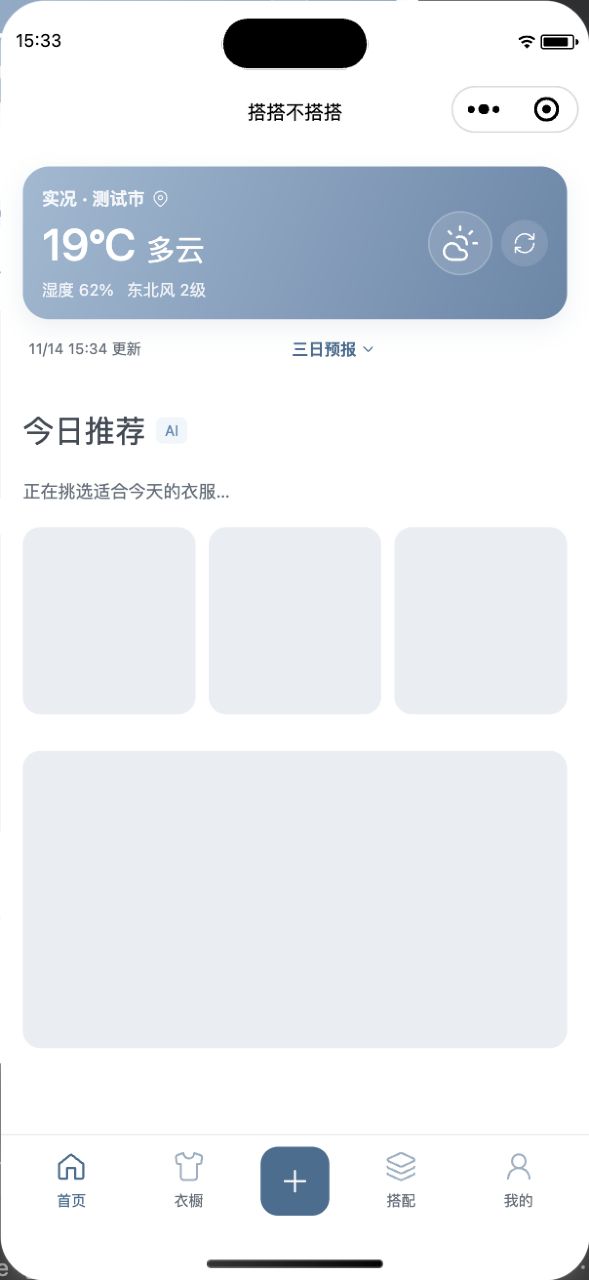 15:33
搭搭不搭搭
实况 · 测试市
19°C 多云
湿度 62% 东北风 2级
11/14 15:34 更新
三日预报
今日推荐 AI
正在挑选适合今天的衣服...
首页
衣橱
搭配
我的